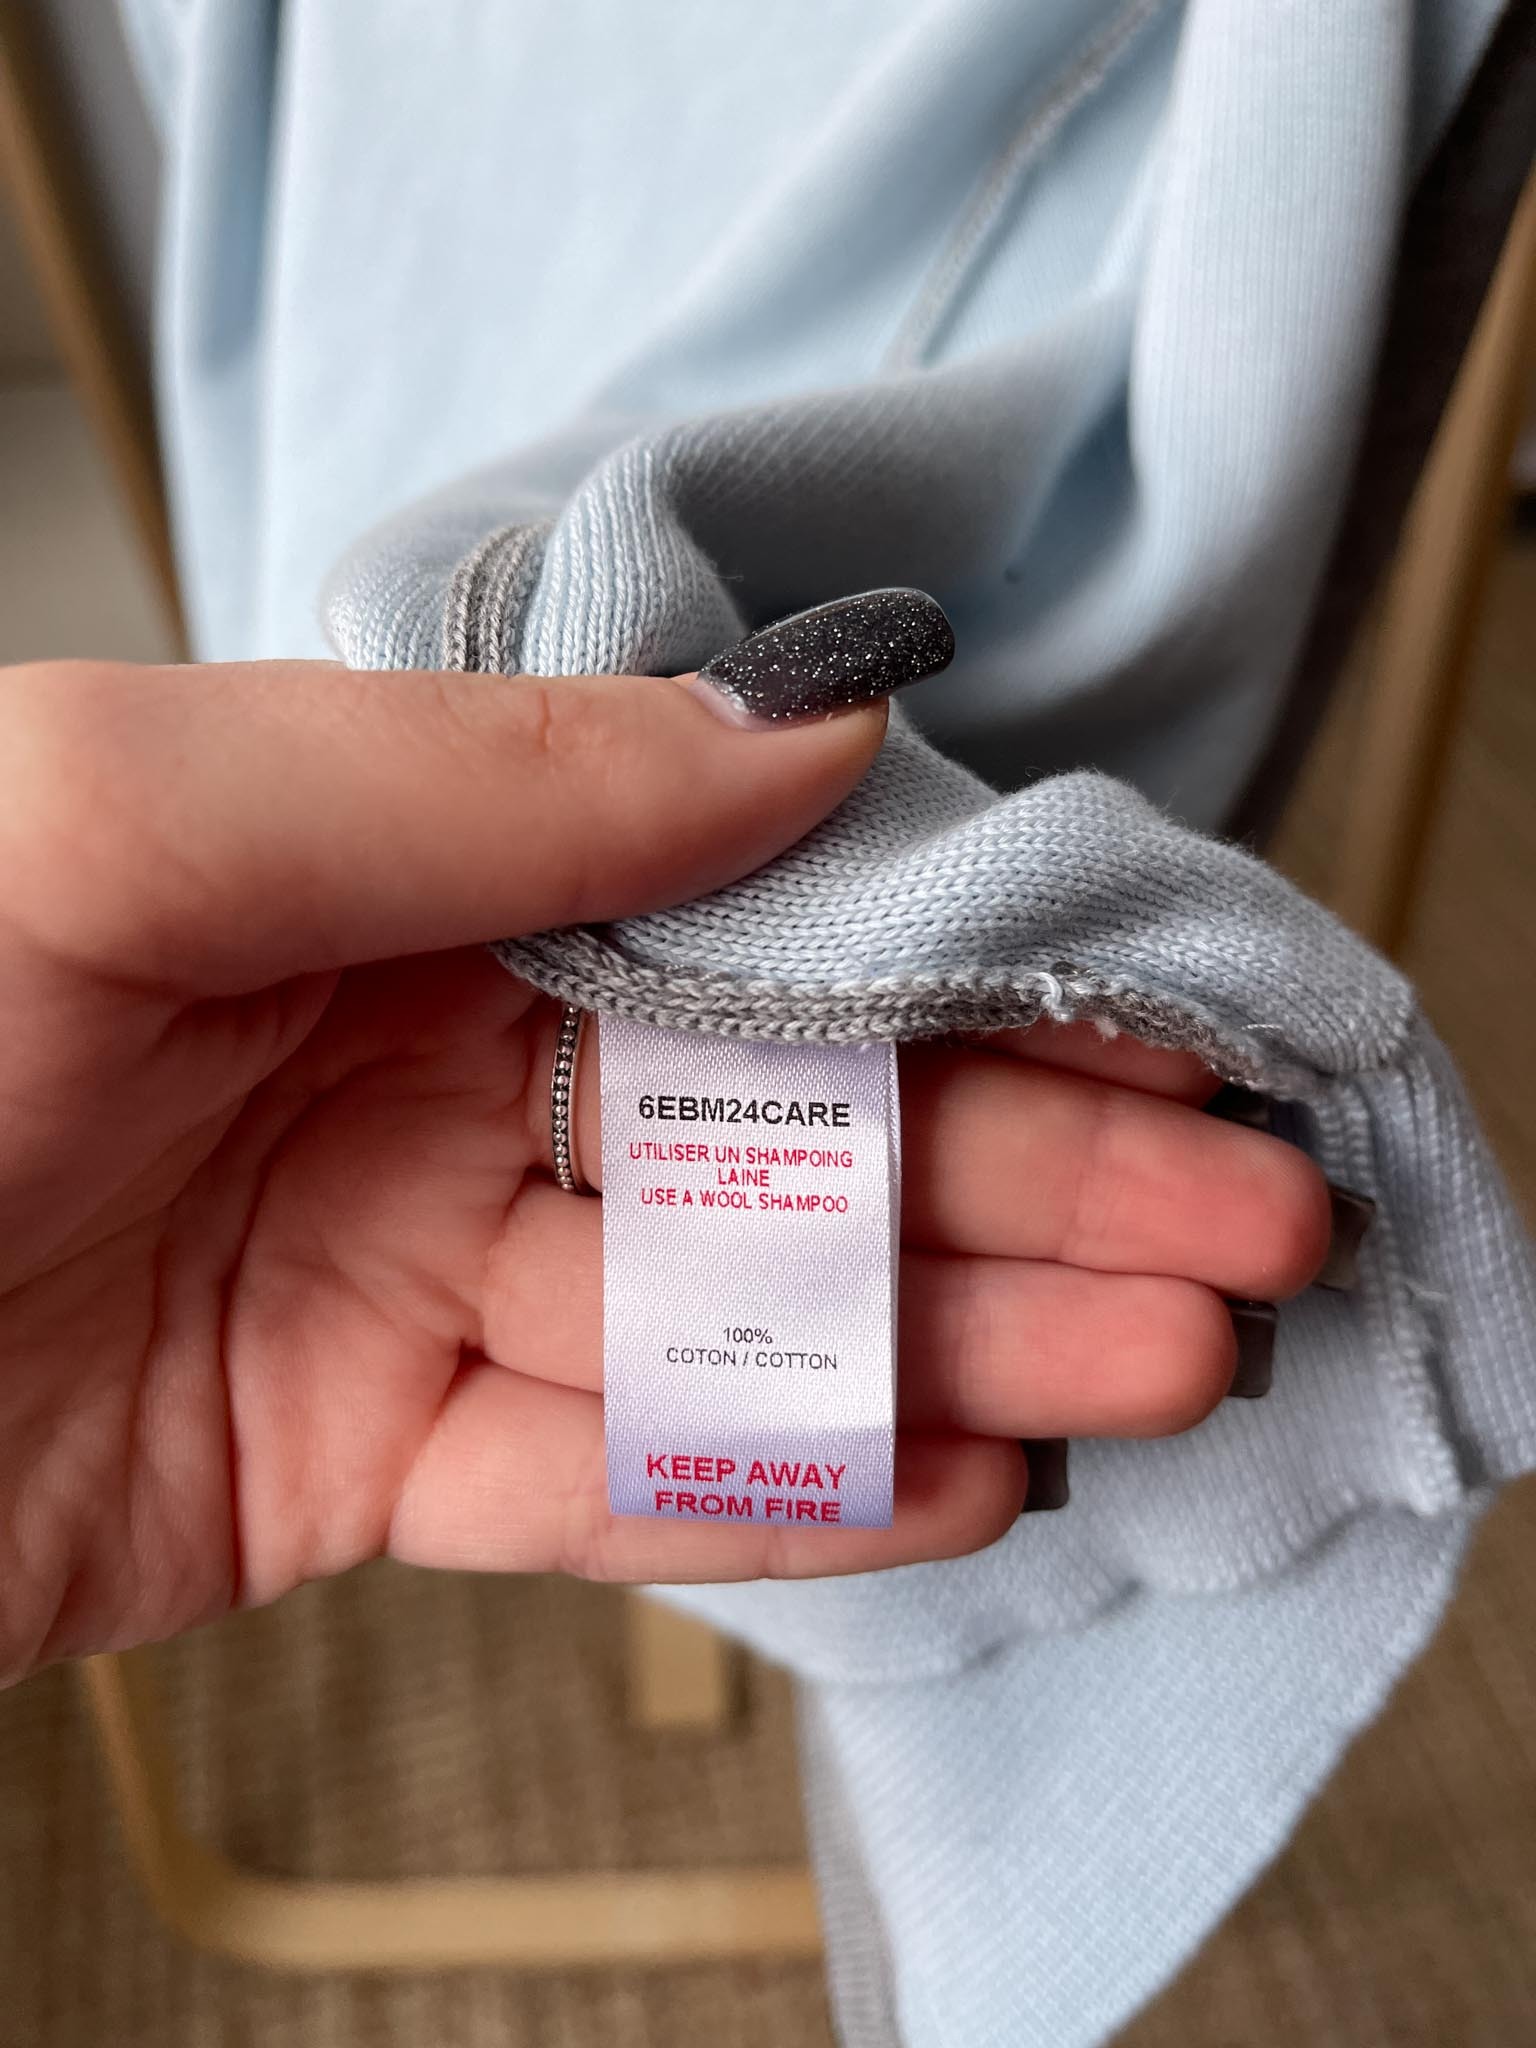 6EBM24CARE
UTILISER UN SHAMPOING
LAINE
USE A WOOL SHAMPOO
100%
COTON / COTTON
KEEP AWAY
FROM FIRE